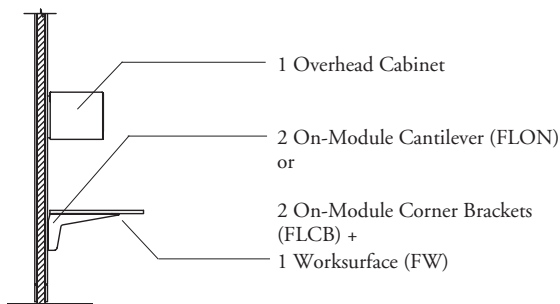 1 Overhead Cabinet
2 On-Module Cantilever (FLON)
or
2 On-Module Corner Brackets
(FLCB) +
1 Worksurface (FW)